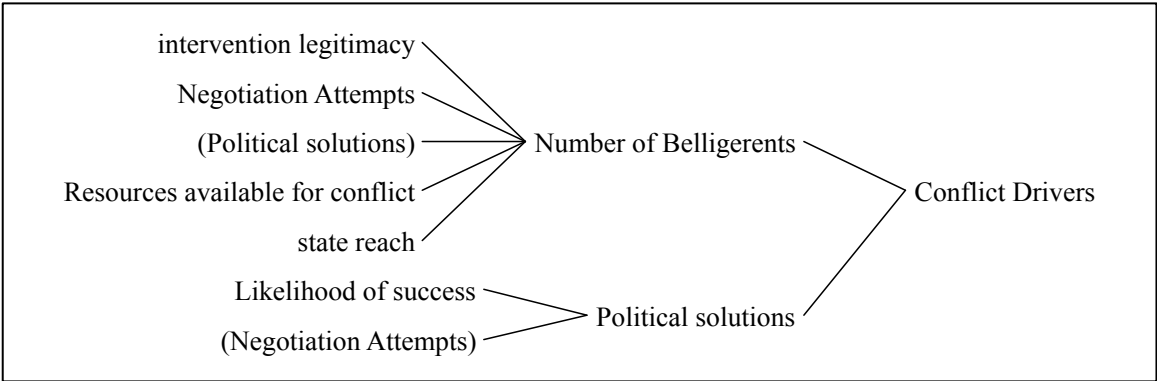 intervention legitimacy
Negotiation Attempts
(Political solutions)
Number of Belligerents
Resources available for conflict
Conflict Drivers
state reach
Likelihood of success
Political solutions
(Negotiation Attempts)